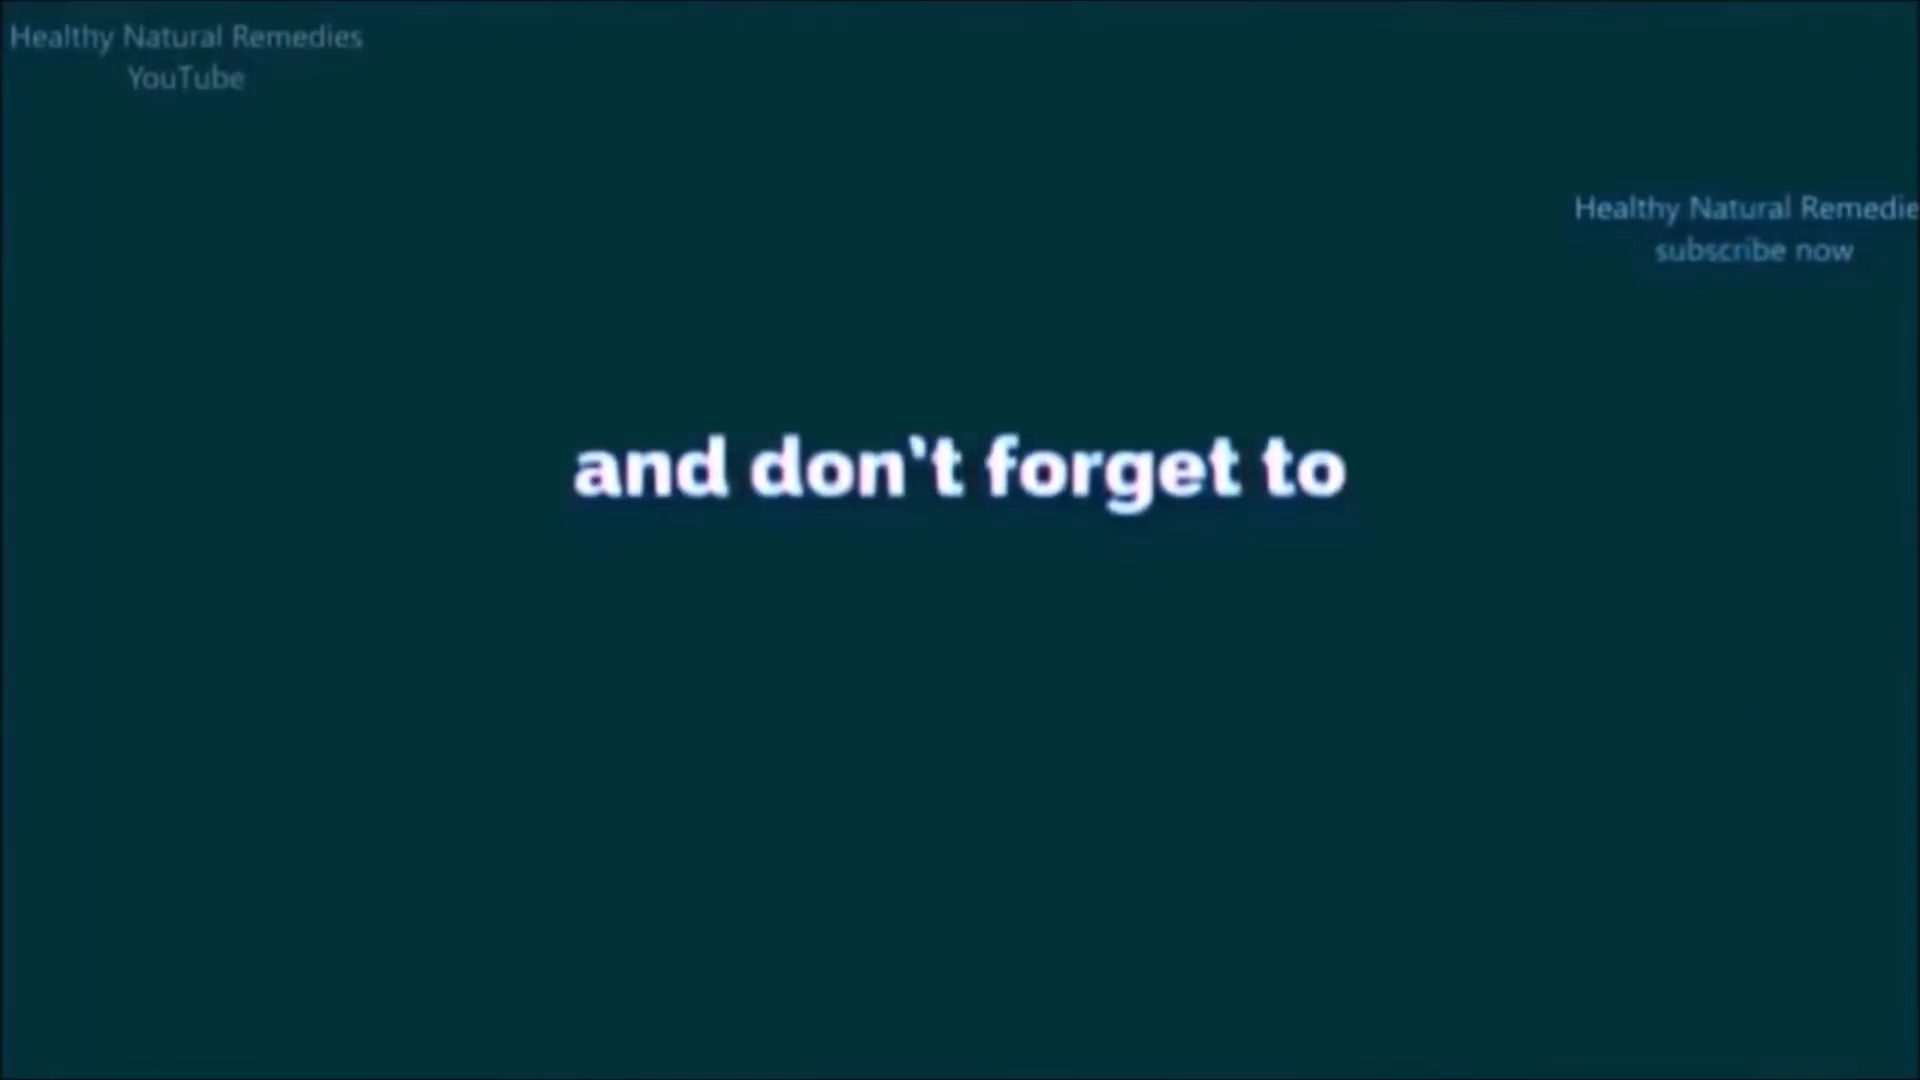 Healthy Natural Remedies
YouTube
Healthy Natural Remedie
subscribe now
and don't forget to